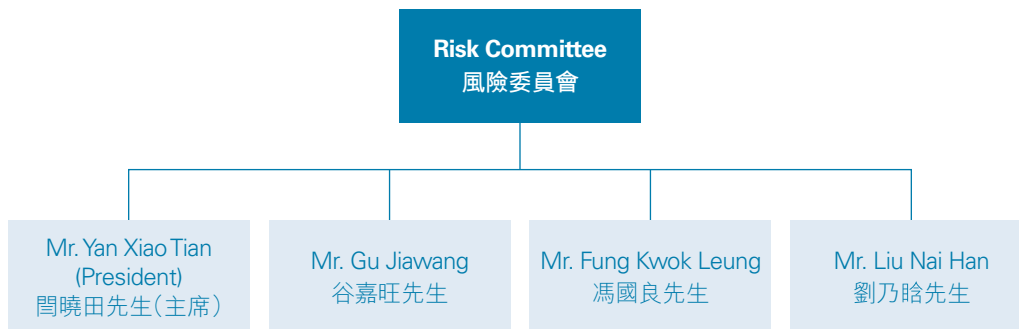 Risk Committee
風險委員會
Mr. Yan Xiao Tian
(President)
閆曉田先生(主席)
Mr. Gu Jiawang
谷嘉旺先生
Mr. Fung Kwok Leung
馮國良先生
Mr. Liu Nai Han
劉乃晗先生